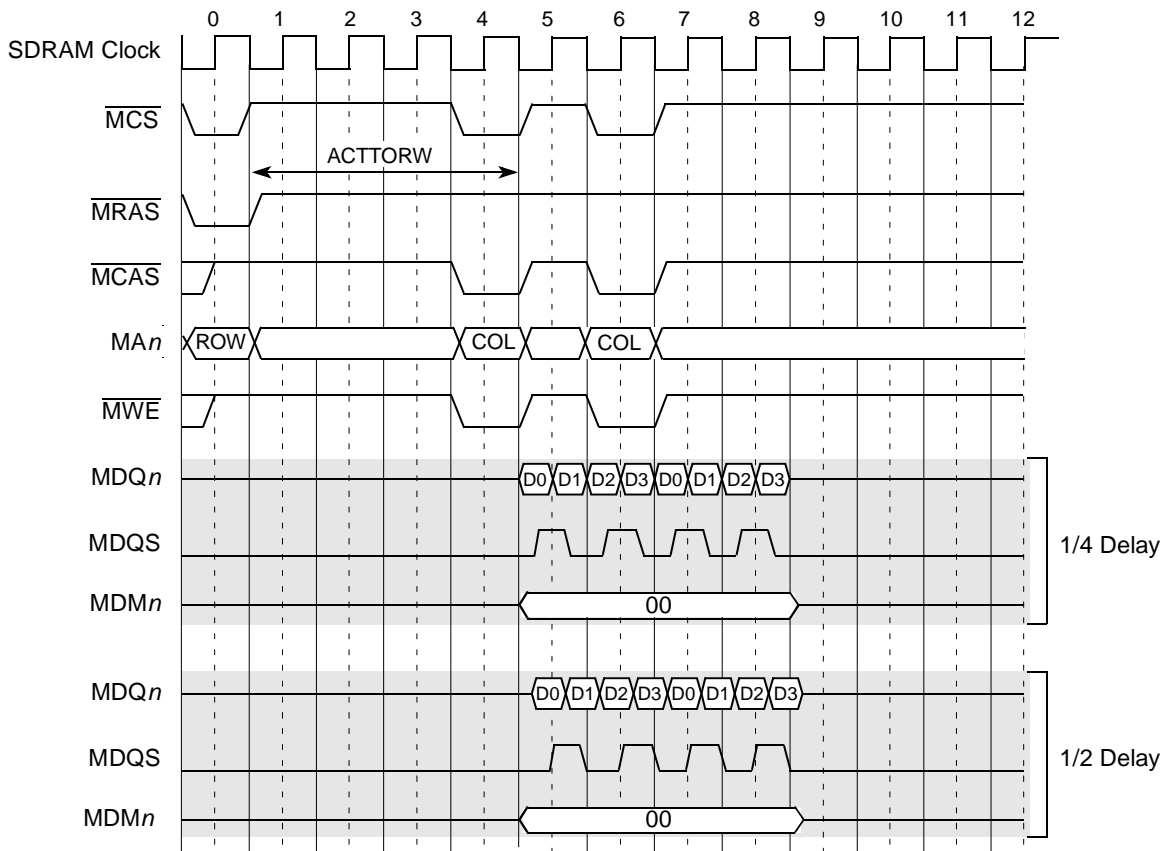 0 1 2 3 4 5 6 7 8 9 10 11 12
SDRAM Clock
MCS
ACTTORW
MRAS
MCAS
MAn ROW COL COL
MWE
MDQn D0 D1 D2 D3 D0 D1 D2 D3
MDQS
1/4 Delay
MDMn 00
MDQn D0 D1 D2 D3 D0 D1 D2 D3
MDQS
1/2 Delay
MDMn 00